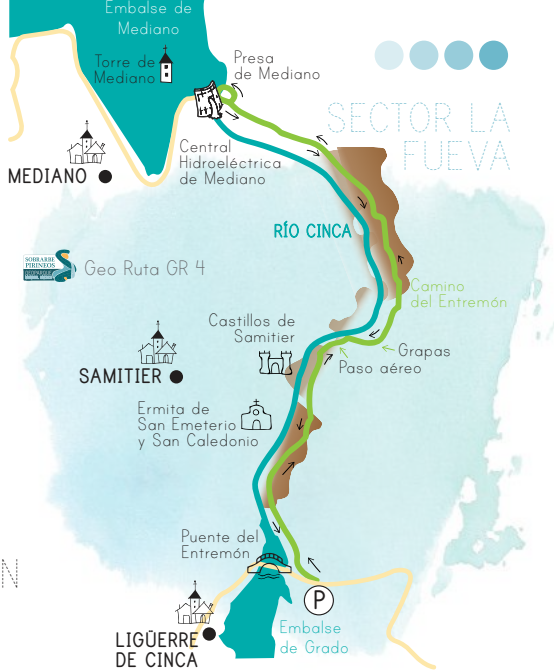 Embalse de
Mediano
Torre de
Mediano
Presa
de Mediano
SECTOR LA
FUEVA
Central
Hidroeléctrica
de Mediano
MEDIANO
RÍO CINCA
SOBRARBE
PIRINEOS
Geo Ruta GR 4
Camino
del Entremón
Castillos de
Samitier
Grapas
Paso aéreo
SAMITIER
Ermita de
San Emeterio
y San Caledonio
Puente del
Entremón
N
P
Embalse
de Grado
LIGÜERRE
DE CINCA